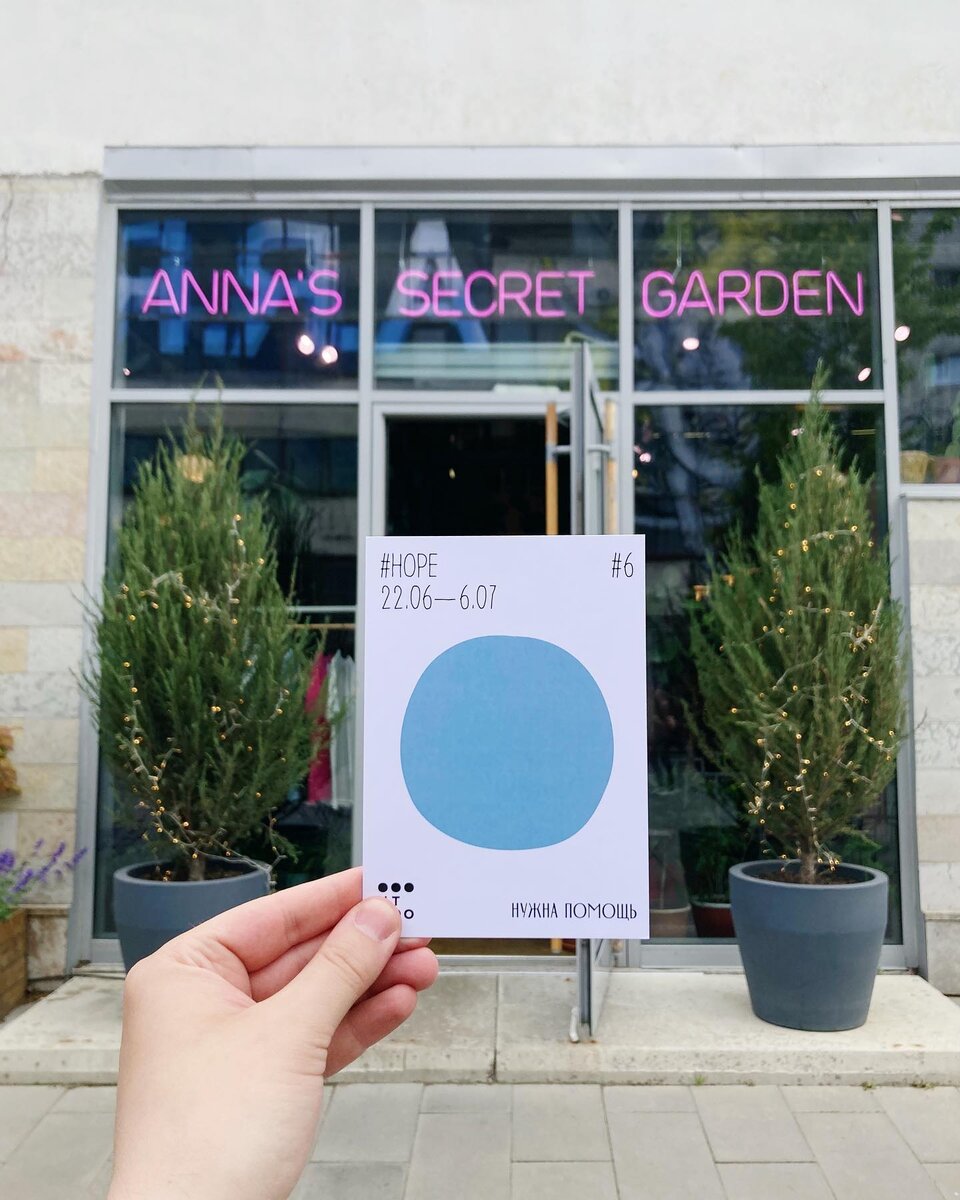 ANNA'S SECRET GARDEN
#HOPE #6
22.06—6.07
НУЖНА ПОМОЩЬ